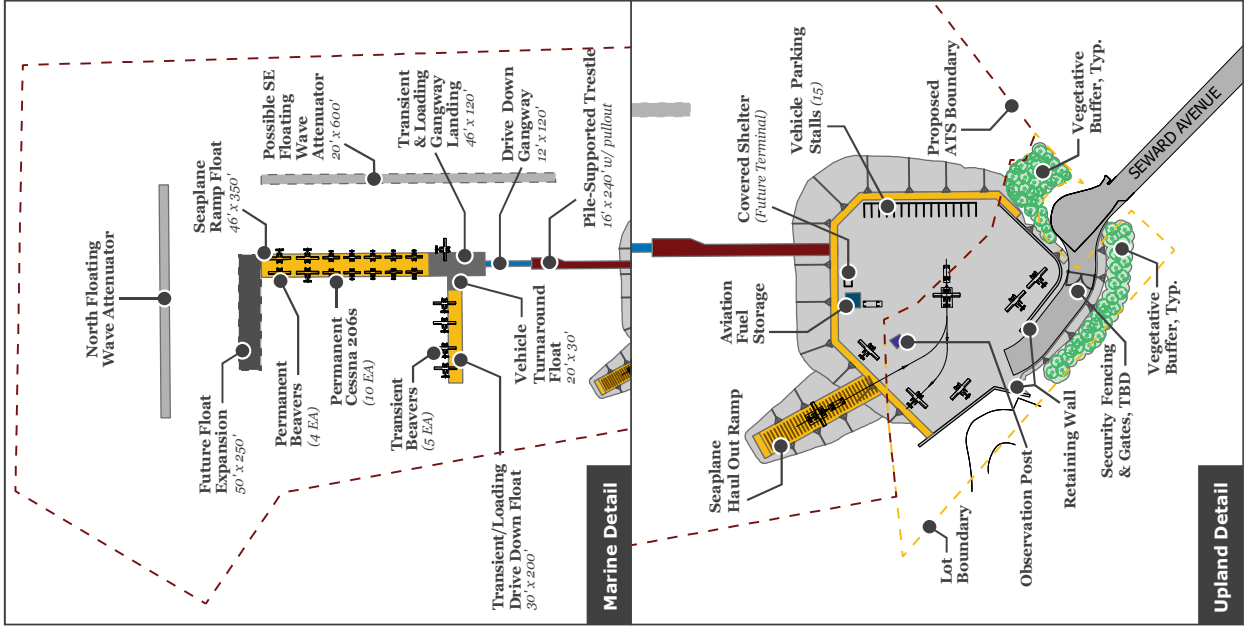 North Floating
Wave Attenuator
Future Float
Expansion
50' x 250'
Seaplane
Ramp Float
46' x 350'
Possible SE
Floating
Wave
Attenuator
20' x 600'
Permanent
Beavers
(4 EA)
Permanent
Cessna 206s
(10 EA)
Transient
Beavers
(5 EA)
Transient
& Loading
Gangway
Landing
46' x 120'
Drive Down
Gangway
12' x 120'
Pile-Supported Trestle
16' x 240' w/ pullout
Vehicle
Turnaround
Float
20' x 30'
Transient/Loading
Drive Down Float
30' x 200'
Marine Detail
Seaplane
Haul Out Ramp
Aviation
Fuel
Storage
Covered Shelter
(Future Terminal)
Vehicle Parking
Stalls (15)
Proposed
ATS Boundary
Vegetative
Buffer, Typ.
SEWARD AVENUE
Lot
Boundary
Observation Post
Retaining Wall
Security Fencing
& Gates, TBD
Vegetative
Buffer, Typ.
Upland Detail